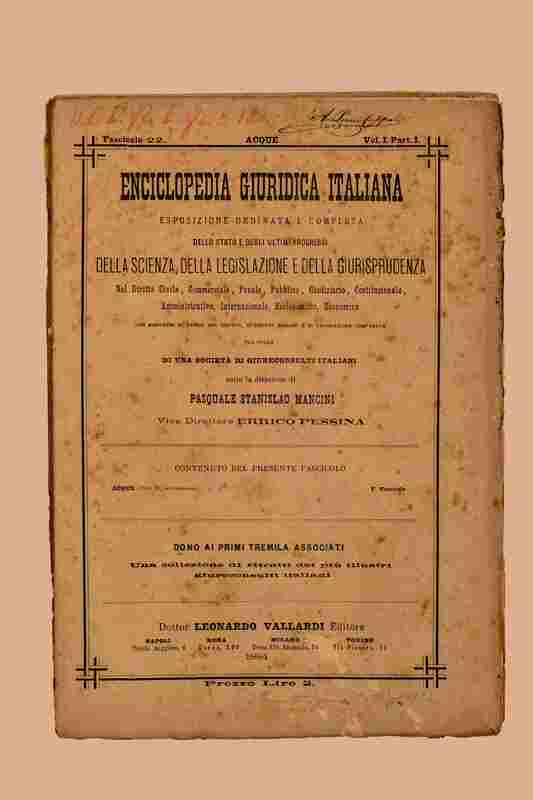 Fascicolo 22. ACQUE Vol. I. Part. I.
ENCICLOPEDIA GIURIDICA ITALIANA
ESPOSIZIONE ORDINATA E COMPLETA
DELLO STATO E DEGLI ULTIMI PROGRESSI
DELLA SCIENZA, DELLA LEGISLAZIONE E DELLA GIURISPRUDENZA
Nel Diritto Civile, Commerciale, Penale, Pubblico, Giudiziario, Costituzionale,
Amministrativo, Internazionale, Ecclesiastico, Economico
PER OPERA
DI UNA SOCIETÀ DI GIURECONSULTI ITALIANI
sotto la direzione di
PASQUALE STANISLAO MANCINI
Vice Direttore ERRICO PESSINA
CONTENUTO DEL PRESENTE FASCICOLO
ACQUE
DONO AI PRIMI TREMILA ASSOCIATI
Una collezione di ritratti dei più illustri
giureconsulti italiani
Dottor LEONARDO VALLARDI Editore
NAPOLI ROMA MILANO TORINO
Prezzo Lire 2.